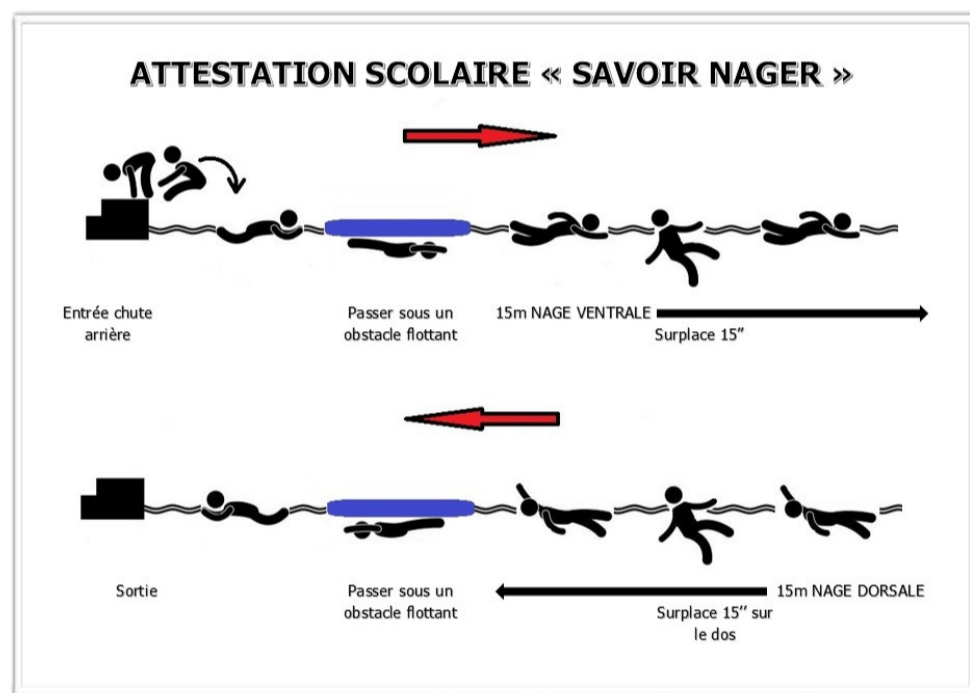 ATTESTATION SCOLAIRE « SAVOIR NAGER »
Entrée chute
arrière
Passer sous un
obstacle flottant
15m NAGE VENTRALE
Surplace 15’’
Sortie
Passer sous un
obstacle flottant
15m NAGE DORSALE
Surplace 15’’ sur
le dos